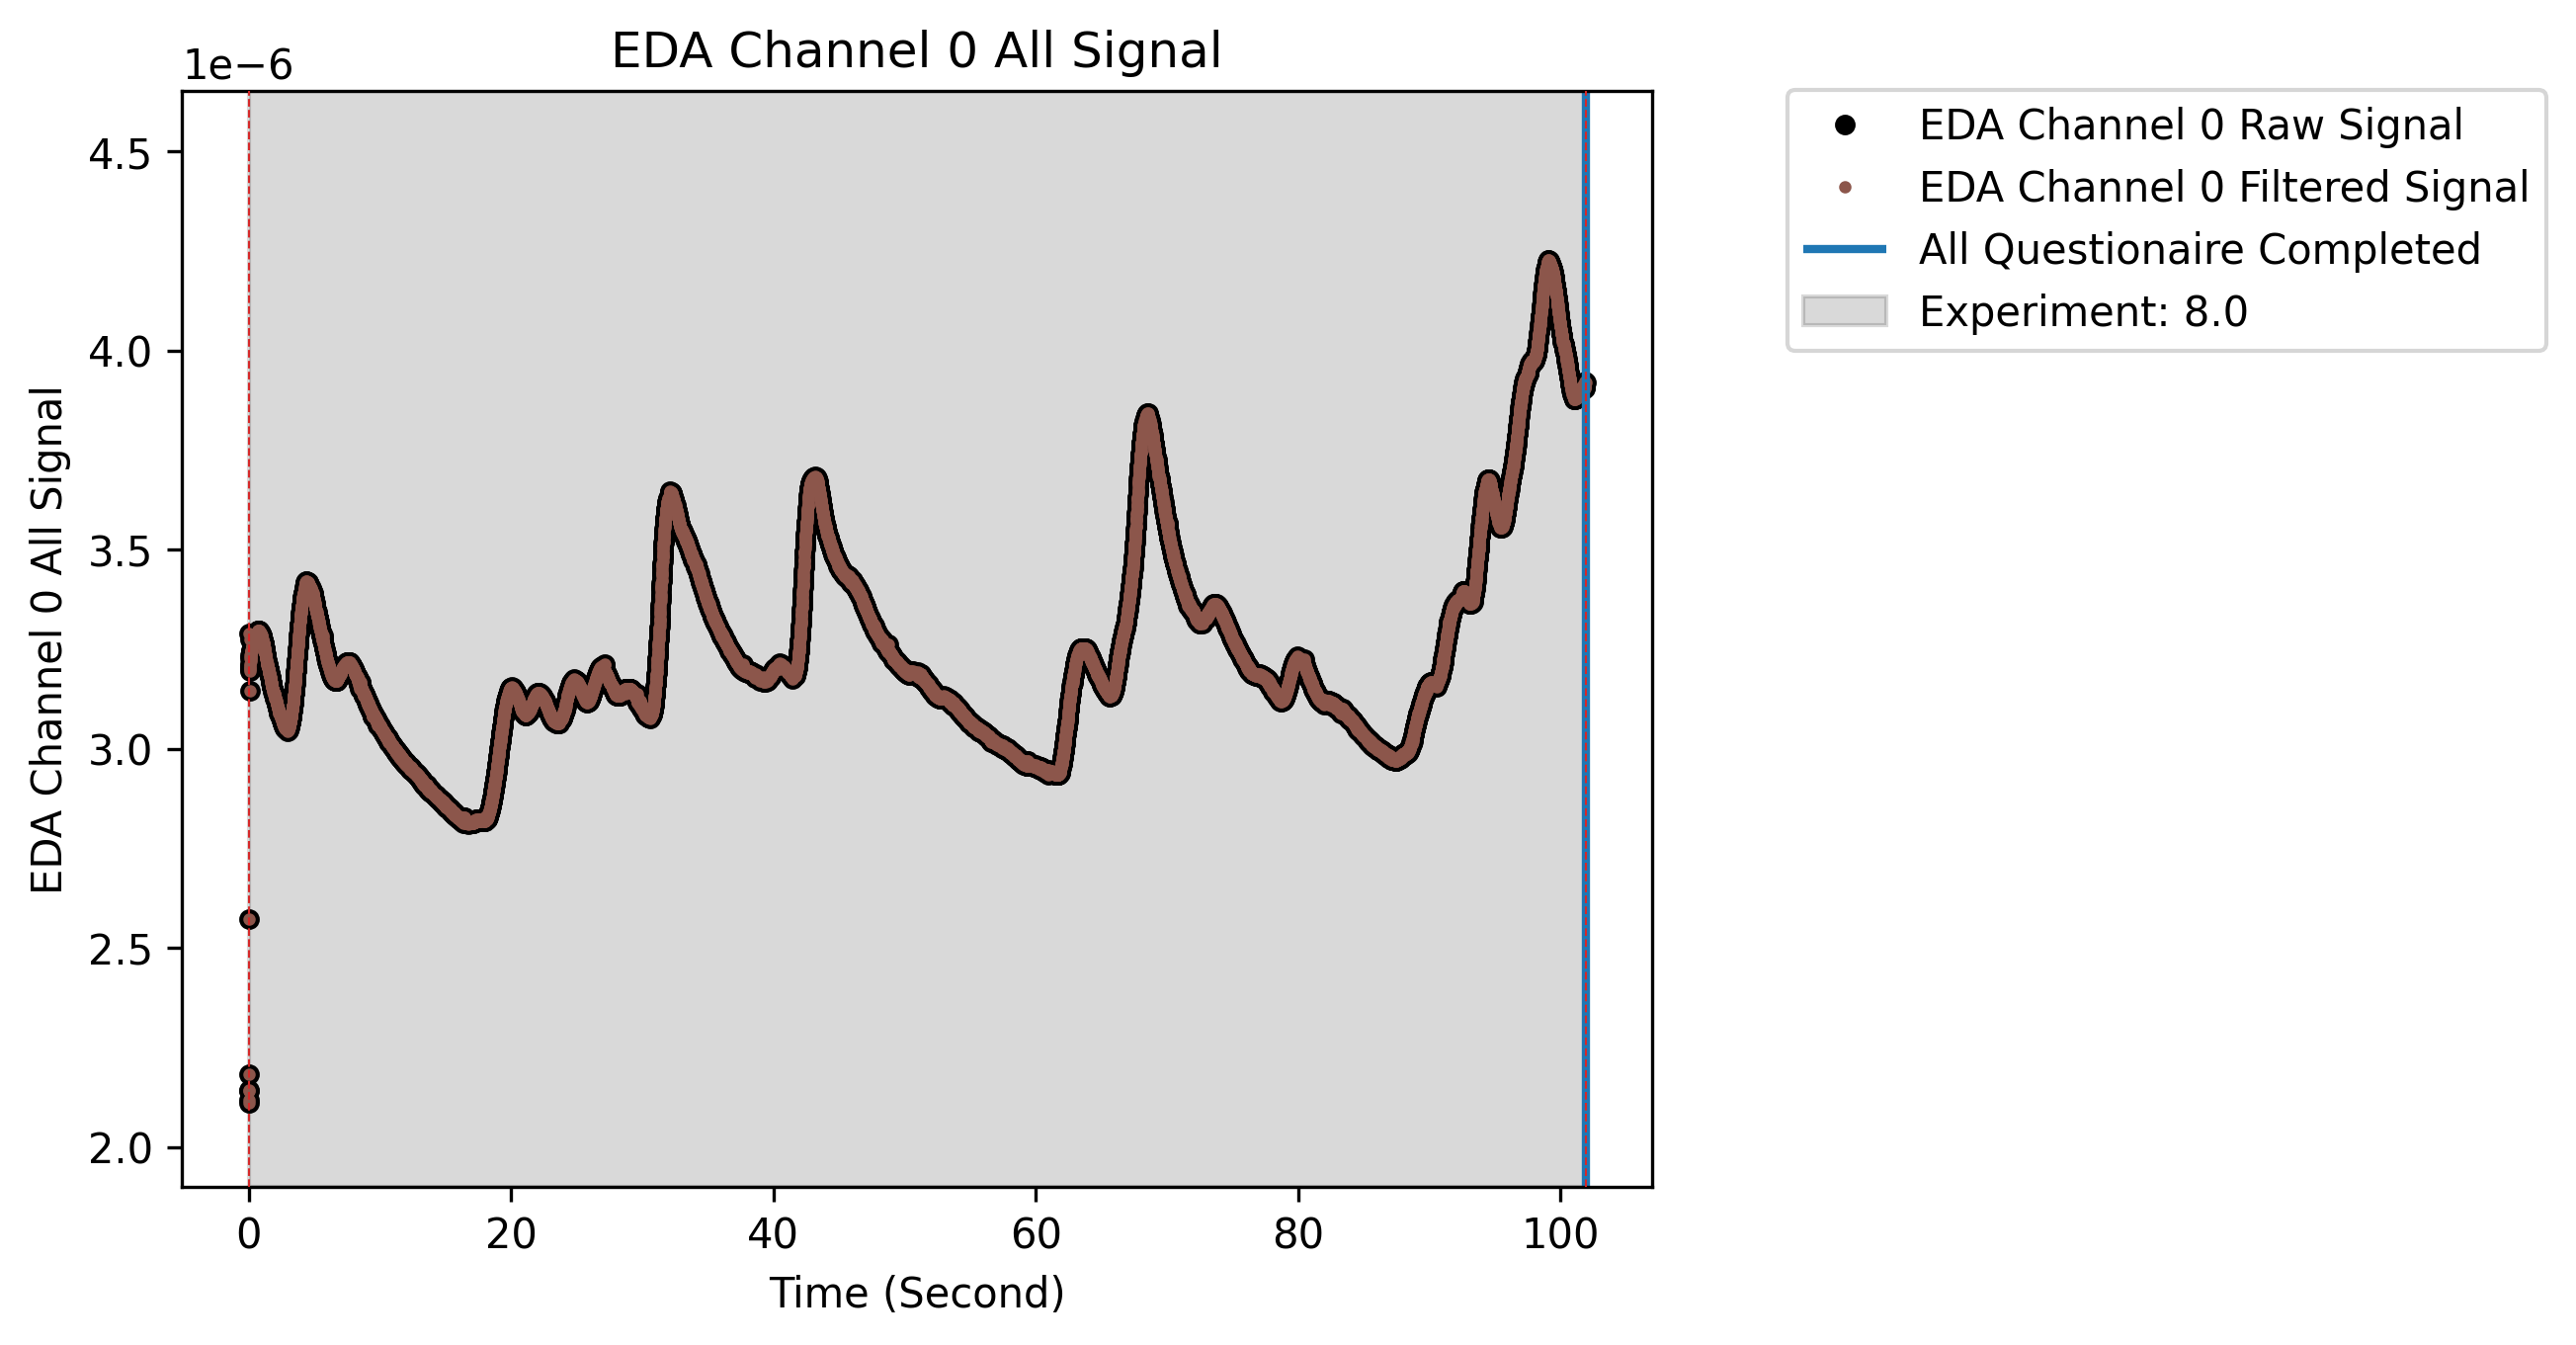 EDA Channel 0 All Signal
1e−6
4.5
4.0
3.5
3.0
2.5
2.0
EDA Channel 0 All Signal
0 20 40 60 80 100
Time (Second)
EDA Channel 0 Raw Signal
EDA Channel 0 Filtered Signal
All Questionaire Completed
Experiment: 8.0